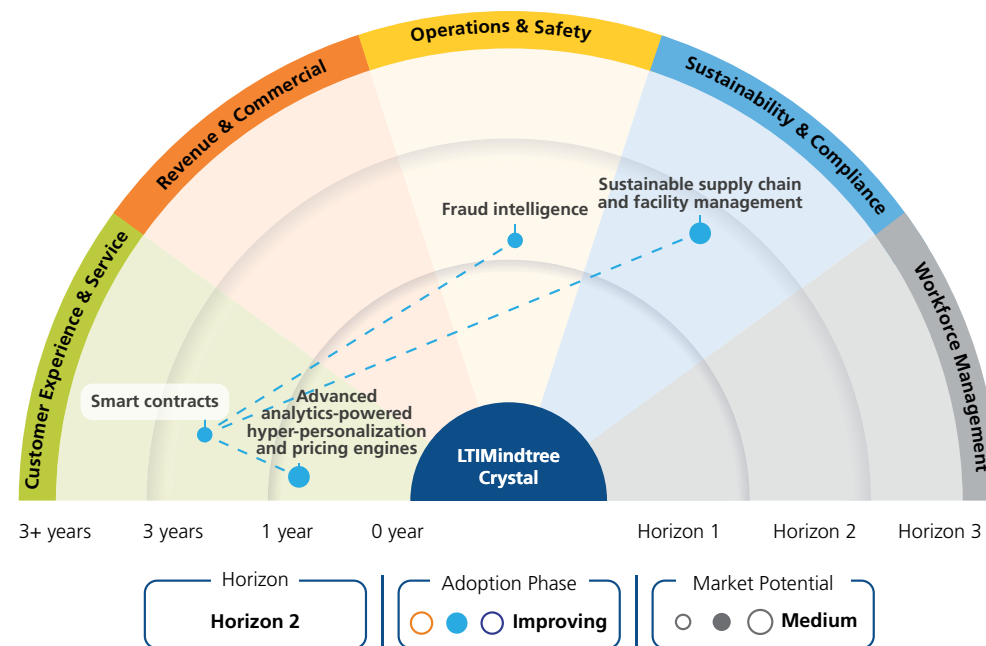 Operations & Safety
Revenue & Commercial
Sustainability & Compliance
Customer Experience & Service
Workforce Management
Fraud intelligence
Sustainable supply chain
and facility management
Smart contracts
Advanced
analytics-powered
hyper-personalization
and pricing engines
LTIMindtree
Crystal
3+ years
3 years
1 year
0 year
Horizon 1
Horizon 2
Horizon 3
Horizon
Horizon 2
Adoption Phase
Improving
Market Potential
Medium